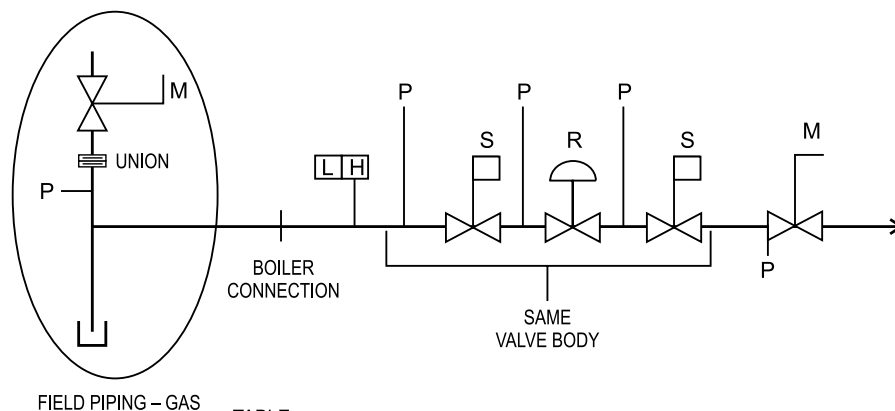 M
UNION
P
L H
P
S
P
R
P
S
M
P
BOILER
CONNECTION
SAME
VALVE BODY
FIELD PIPING – GAS